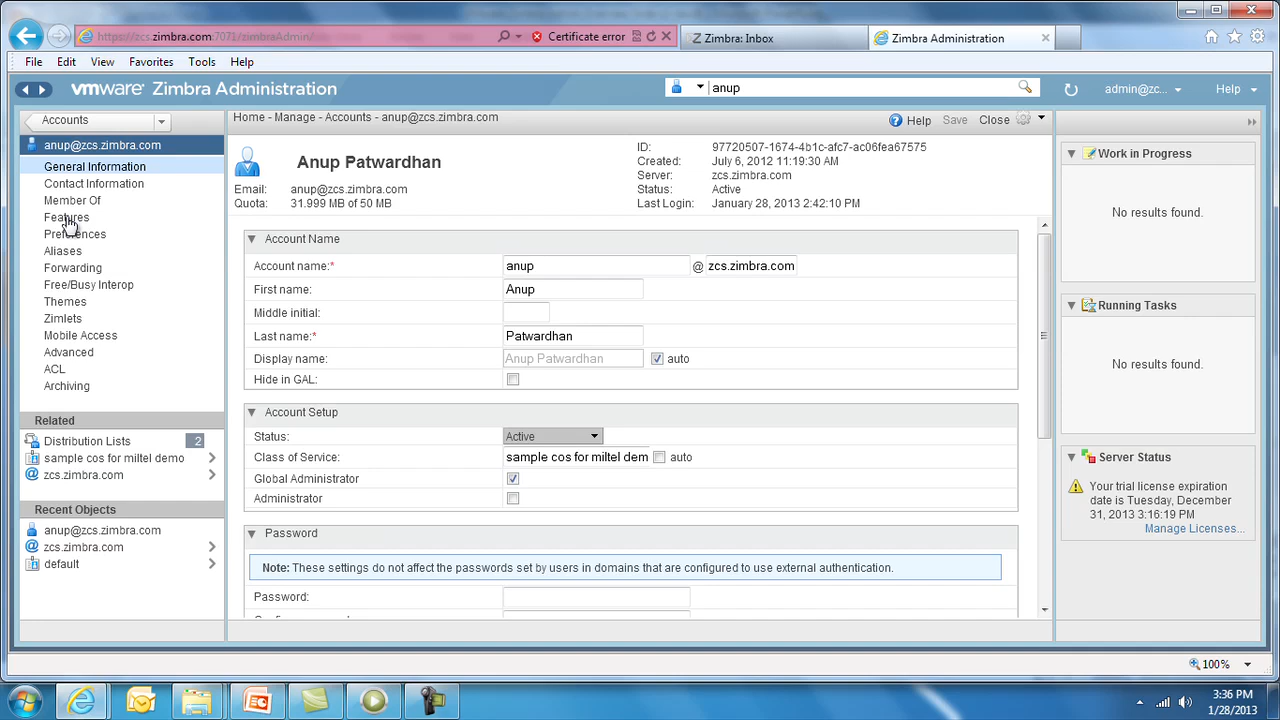 https://zcs.zimbra.com:7071/zimbraAdmin/
Certificate error
Zimbra: Inbox
Zimbra Administration
File Edit View Favorites Tools Help
vmware Zimbra Administration
anup
admin@zc...
Help
Accounts
Home - Manage - Accounts - anup@zcs.zimbra.com
Help Save Close
anup@zcs.zimbra.com
General Information
Contact Information
Member Of
Features
Preferences
Aliases
Forwarding
Free/Busy Interop
Themes
Zimlets
Mobile Access
Advanced
ACL
Archiving
Related
Distribution Lists 2
sample cos for miltel demo
zcs.zimbra.com
Recent Objects
anup@zcs.zimbra.com
zcs.zimbra.com
default
Anup Patwardhan
Email: anup@zcs.zimbra.com
Quota: 31.999 MB of 50 MB
ID: 97720507-1674-4b1c-afc7-ac06fea67575
Created: July 6, 2012 11:19:30 AM
Server: zcs.zimbra.com
Status: Active
Last Login: January 28, 2013 2:42:10 PM
Account Name
Account name:* anup @ zcs.zimbra.com
First name: Anup
Middle initial:
Last name:* Patwardhan
Display name: Anup Patwardhan auto
Hide in GAL:
Account Setup
Status: Active
Class of Service: sample cos for miltel dem auto
Global Administrator
Administrator
Password
Note: These settings do not affect the passwords set by users in domains that are configured to use external authentication.
Password:
Work in Progress
No results found.
Running Tasks
No results found.
Server Status
Your trial license expiration
date is Tuesday, December
31, 2013 3:16:19 PM
Manage Licenses...
100%
3:36 PM
1/28/2013